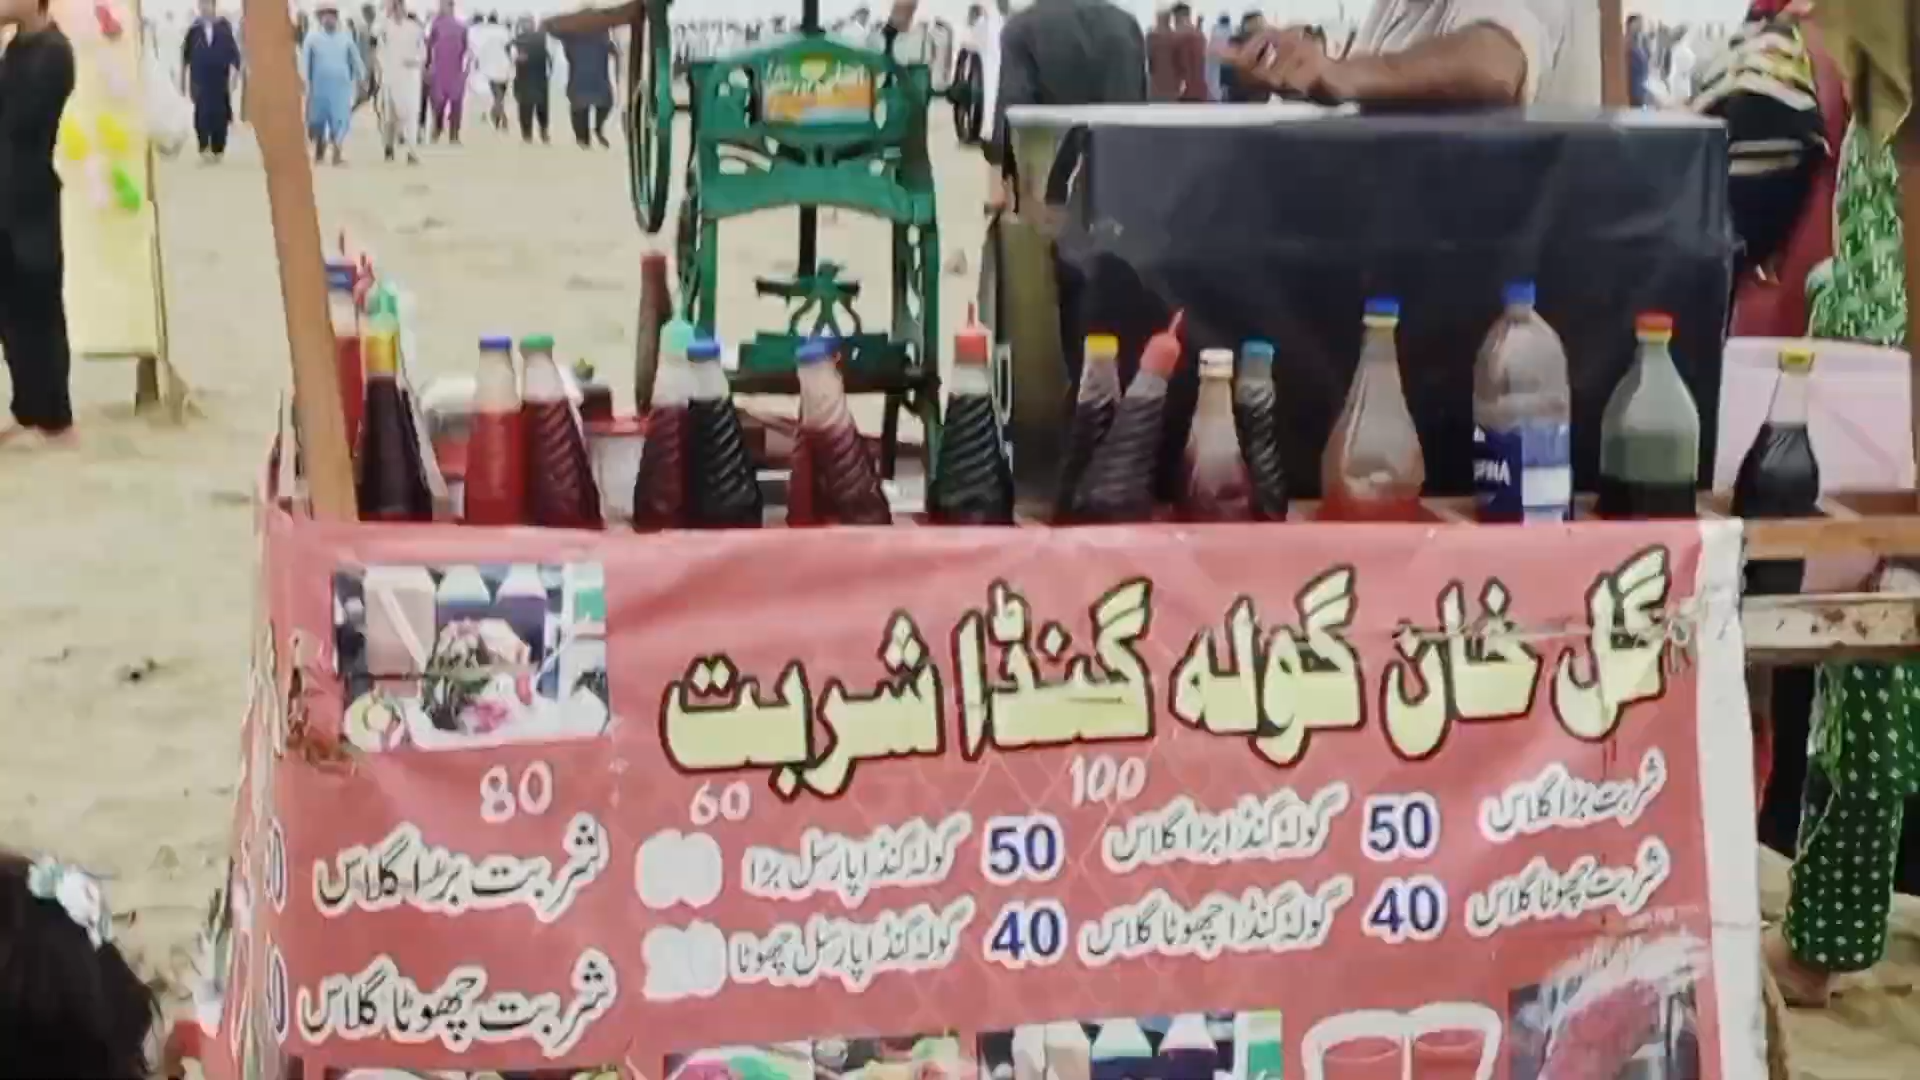 گل خان گولہ گنڈا شربت
80 60 100
شربت بڑا گلاس 50 گولہ گنڈا بڑا گلاس 50 گولہ گنڈا پارسل بڑا
شربت چھوٹا گلاس 40 گولہ گنڈا چھوٹا گلاس 40 گولہ گنڈا پارسل چھوٹا
شربت بڑا گلاس
شربت چھوٹا گلاس